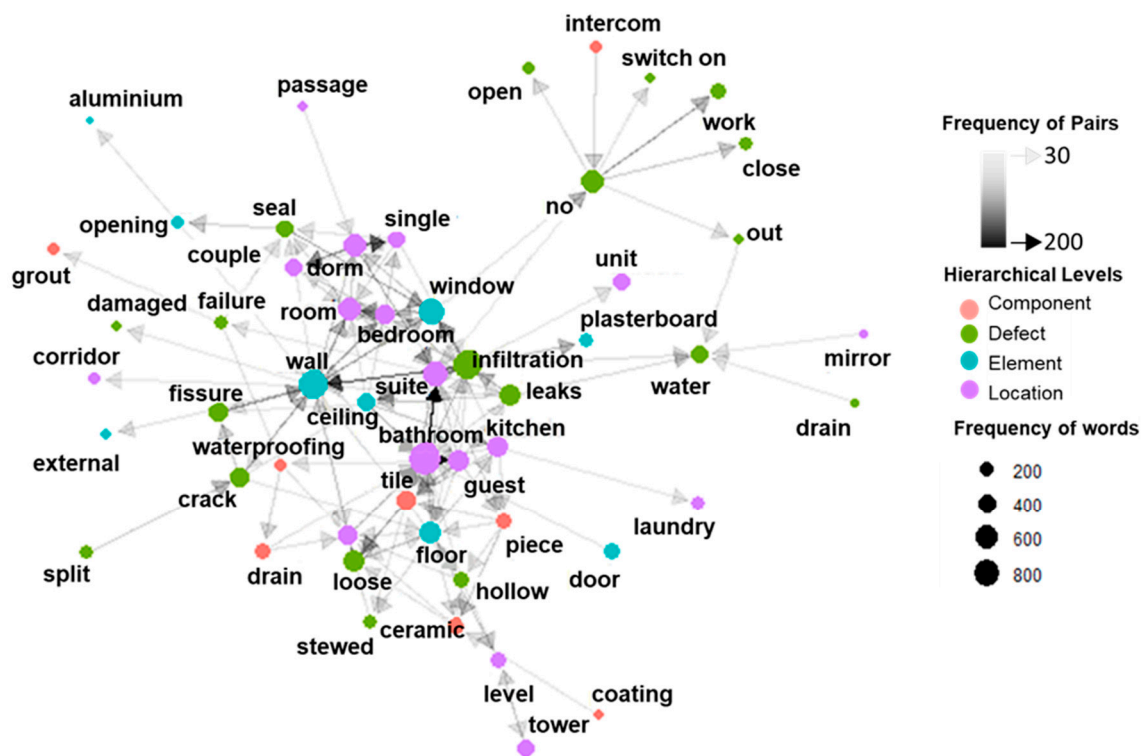 intercom
switch on
open
passage
aluminium
work
close
no
Frequency of Pairs
30
200
seal
single
opening
couple
dorm
out
unit
window
grout
damaged
failure
room
bedroom
plasterboard
Hierarchical Levels
Component
Defect
Element
Location
corridor
wall
infiltration
mirror
fissure
suite
leaks
water
ceiling
kitchen
drain
bathroom
waterproofing
external
Frequency of words
200
400
600
800
crack
tile
guest
laundry
split
drain
loose
floor
piece
door
hollow
stewed
ceramic
level
coating
tower